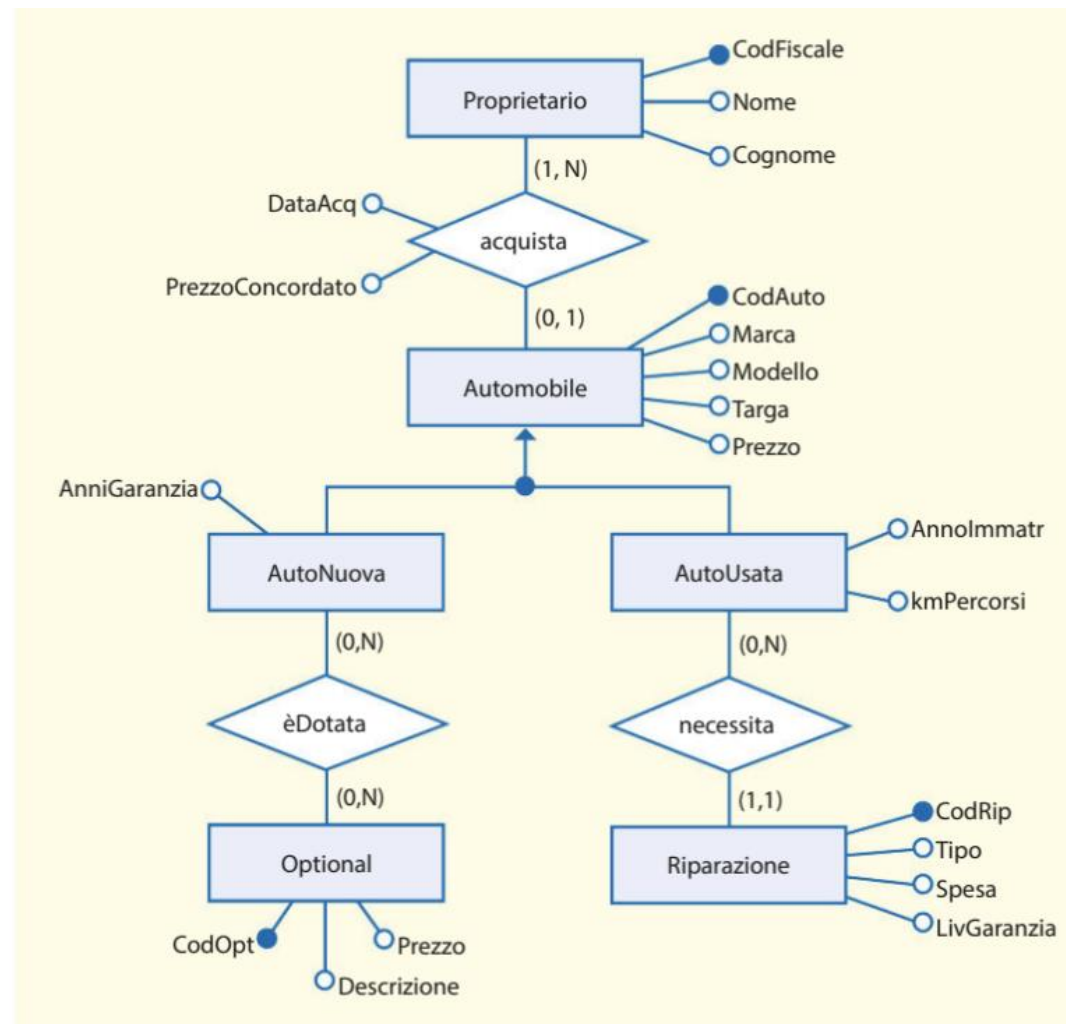 CodFiscale
Proprietario
Nome
Cognome
(1, N)
DataAcq
acquista
PrezzoConcordato
CodAuto
(0, 1)
Marca
Modello
Automobile
Targa
Prezzo
AnniGaranzia
AnnoImmatr
AutoNuova
AutoUsata
kmPercorsi
(0,N)
(0,N)
èDotata
necessita
(0,N)
(1,1)
CodRip
Tipo
Optional
Riparazione
Spesa
LivGaranzia
CodOpt
Prezzo
Descrizione